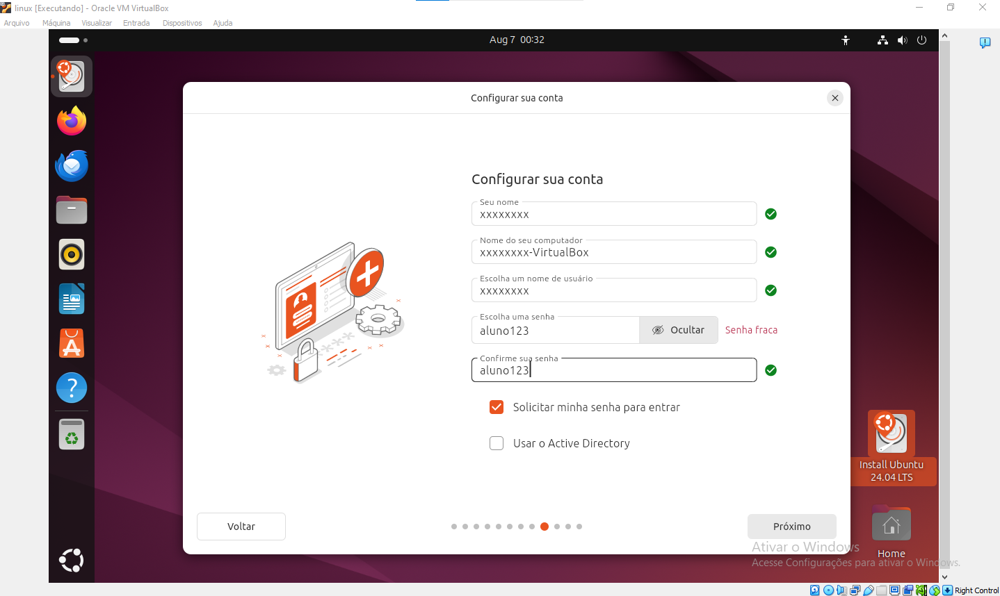 linux [Executando] - Oracle VM VirtualBox
Arquivo Máquina Visualizar Entrada Dispositivos Ajuda
Aug 7 00:32
Configurar sua conta
Configurar sua conta
Seu nome
xxxxxxxx
Nome do seu computador
xxxxxxxx-VirtualBox
Escolha um nome de usuário
xxxxxxxx
Escolha uma senha
aluno123
Ocultar
Senha fraca
Confirme sua senha
aluno123
Solicitar minha senha para entrar
Usar o Active Directory
Install Ubuntu
24.04 LTS
Voltar
Próximo
Home
Ativar o Windows
Acesse Configurações para ativar o Windows.
Right Control